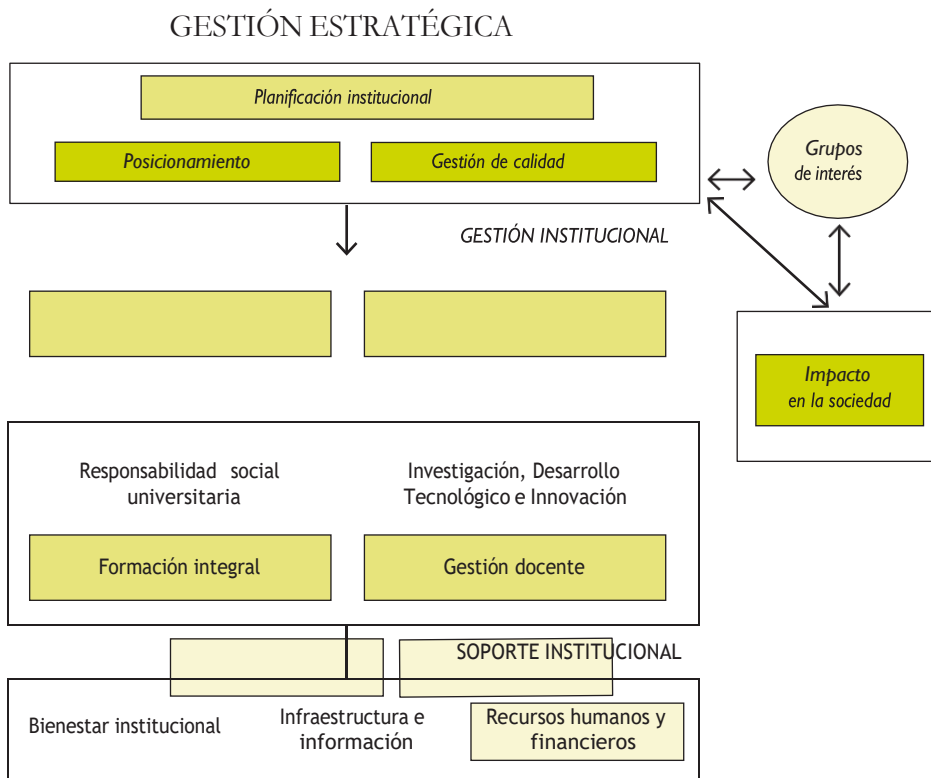 GESTIÓN ESTRATÉGICA
Planificación institucional
Posicionamiento
Gestión de calidad
Grupos
de interés
GESTIÓN INSTITUCIONAL
Impacto
en la sociedad
Responsabilidad social
universitaria
Investigación, Desarrollo
Tecnológico e Innovación
Formación integral
Gestión docente
SOPORTE INSTITUCIONAL
Bienestar institucional
Infraestructura e
información
Recursos humanos y
financieros